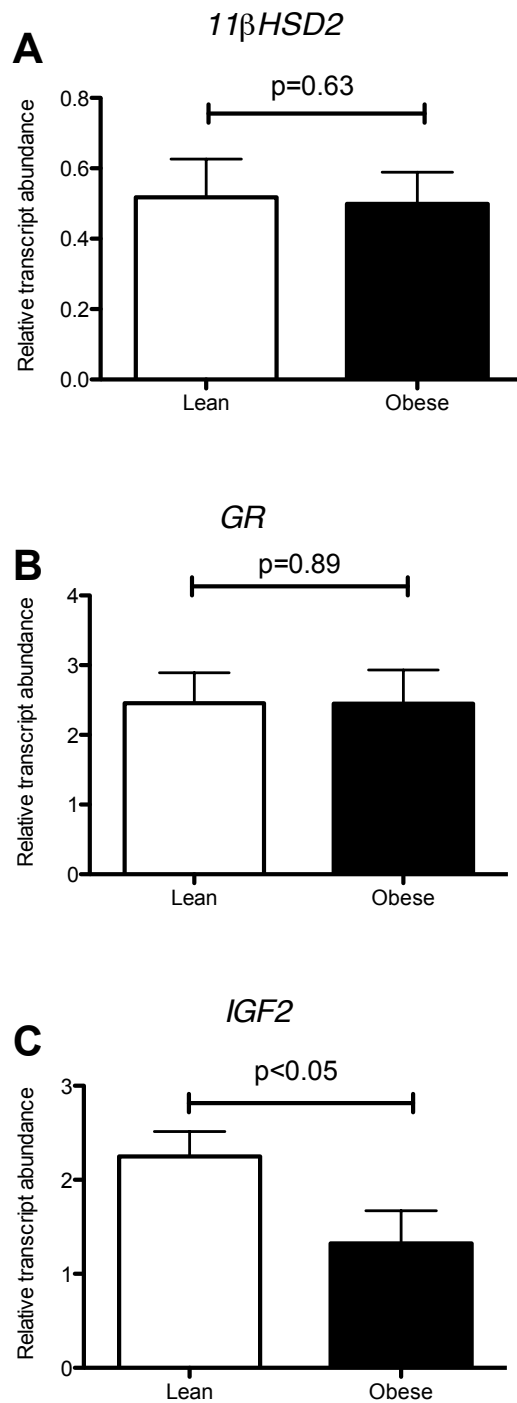 11βHSD2
A
p=0.63
Relative transcript abundance
0.8
0.6
0.4
0.2
0.0
Lean Obese
GR
B
p=0.89
Relative transcript abundance
4
3
2
1
0
Lean Obese
IGF2
C
p<0.05
Relative transcript abundance
3
2
1
0
Lean Obese